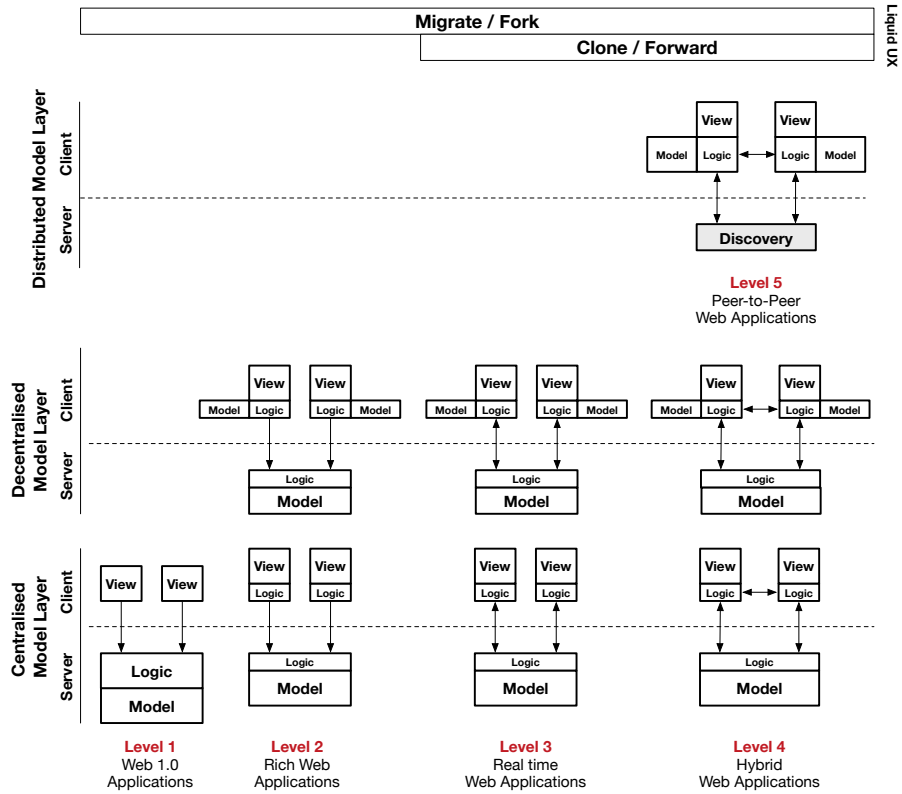 Migrate / Fork
Clone / Forward
Liquid UX
Distributed Model Layer
Client
Server
View View
Model Logic Logic Model
Discovery
Level 5
Peer-to-Peer
Web Applications
Decentralised
Model Layer
Client
Server
View View View View View View
Model Logic Logic Model Model Logic Logic Model Model Logic Logic Model
Logic Logic Logic
Model Model Model
Centralised
Model Layer
Client
Server
View View View View View View View View
Logic Logic Logic Logic Logic Logic
Logic Logic Logic Logic
Model Model Model Model
Level 1 Level 2 Level 3 Level 4
Web 1.0 Rich Web Real time Hybrid
Applications Applications Web Applications Web Applications